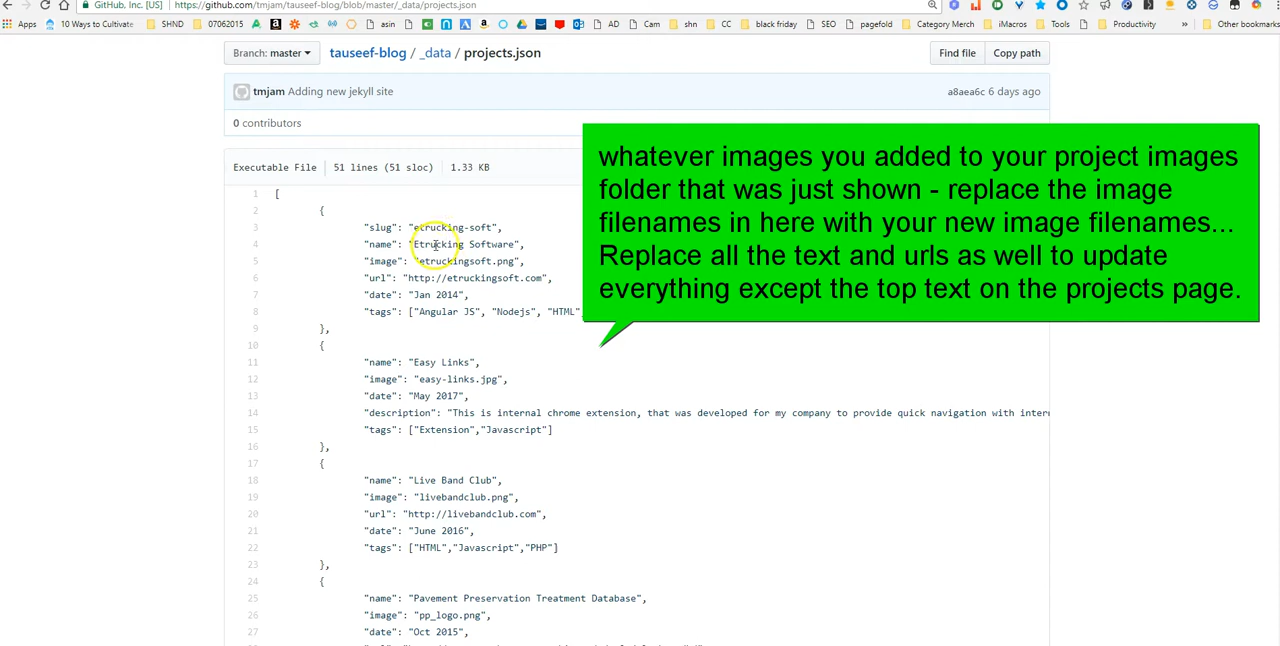 GitHub, Inc. [US]
https://github.com/tmjam/tauseef-blog/blob/master/_data/projects.json
Apps
10 Ways to Cultivate
SHND
07062015
asin
AD
Cam
shn
CC
black friday
SEO
pagefold
Category Merch
iMacros
Tools
Productivity
»
Other bookmarks
Branch: master
tauseef-blog / _data / projects.json
Find file
Copy path
tmjam Adding new jekyll site
a8aea6c 6 days ago
0 contributors
Executable File
51 lines (51 sloc)
1.33 KB
whatever images you added to your project images
folder that was just shown - replace the image
filenames in here with your new image filenames...
Replace all the text and urls as well to update
everything except the top text on the projects page.
1 [
2 {
3 "slug": "etrucking-soft",
4 "name": "Etrucking Software",
5 "image": "etruckingsoft.png",
6 "url": "http://etruckingsoft.com",
7 "date": "Jan 2014",
8 "tags": ["Angular JS", "Nodejs", "HTML",
9 },
10 {
11 "name": "Easy Links",
12 "image": "easy-links.jpg",
13 "date": "May 2017",
14 "description": "This is internal chrome extension, that was developed for my company to provide quick navigation with intern
15 "tags": ["Extension","Javascript"]
16 },
17 {
18 "name": "Live Band Club",
19 "image": "livebandclub.png",
20 "url": "http://livebandclub.com",
21 "date": "June 2016",
22 "tags": ["HTML","Javascript","PHP"]
23 },
24 {
25 "name": "Pavement Preservation Treatment Database",
26 "image": "pp_logo.png",
27 "date": "Oct 2015",